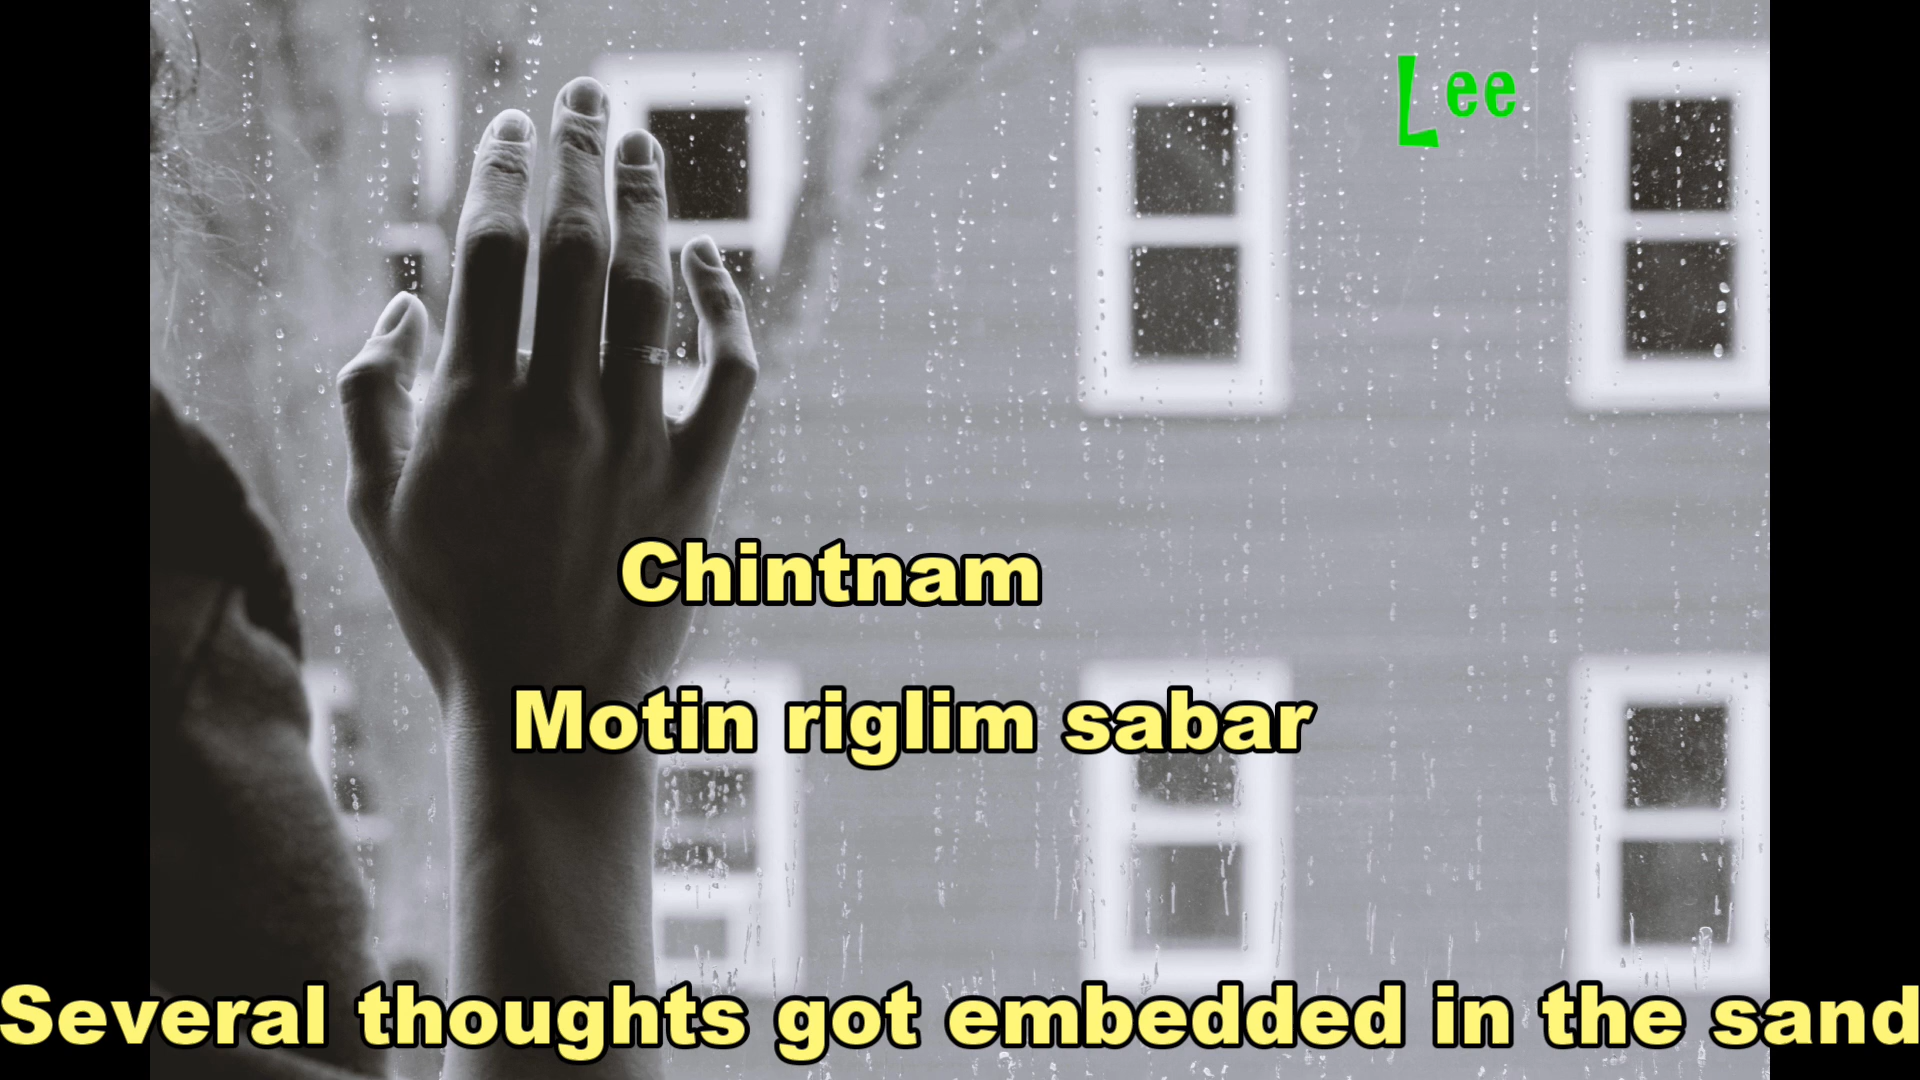 Lee
Chintnam
Motin riglim sabar
Several thoughts got embedded in the sand